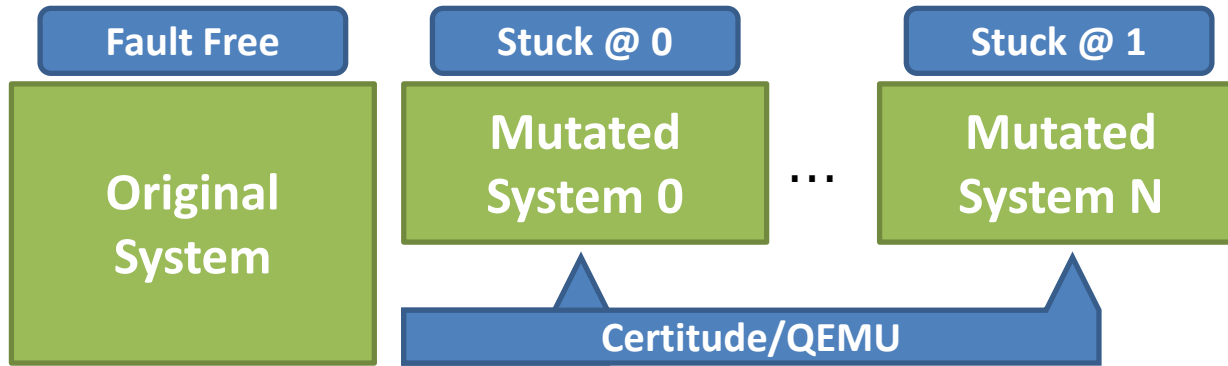 Fault Free
Stuck @ 0
Stuck @ 1
Original
System
Mutated
System 0
...
Mutated
System N
Certitude/QEMU